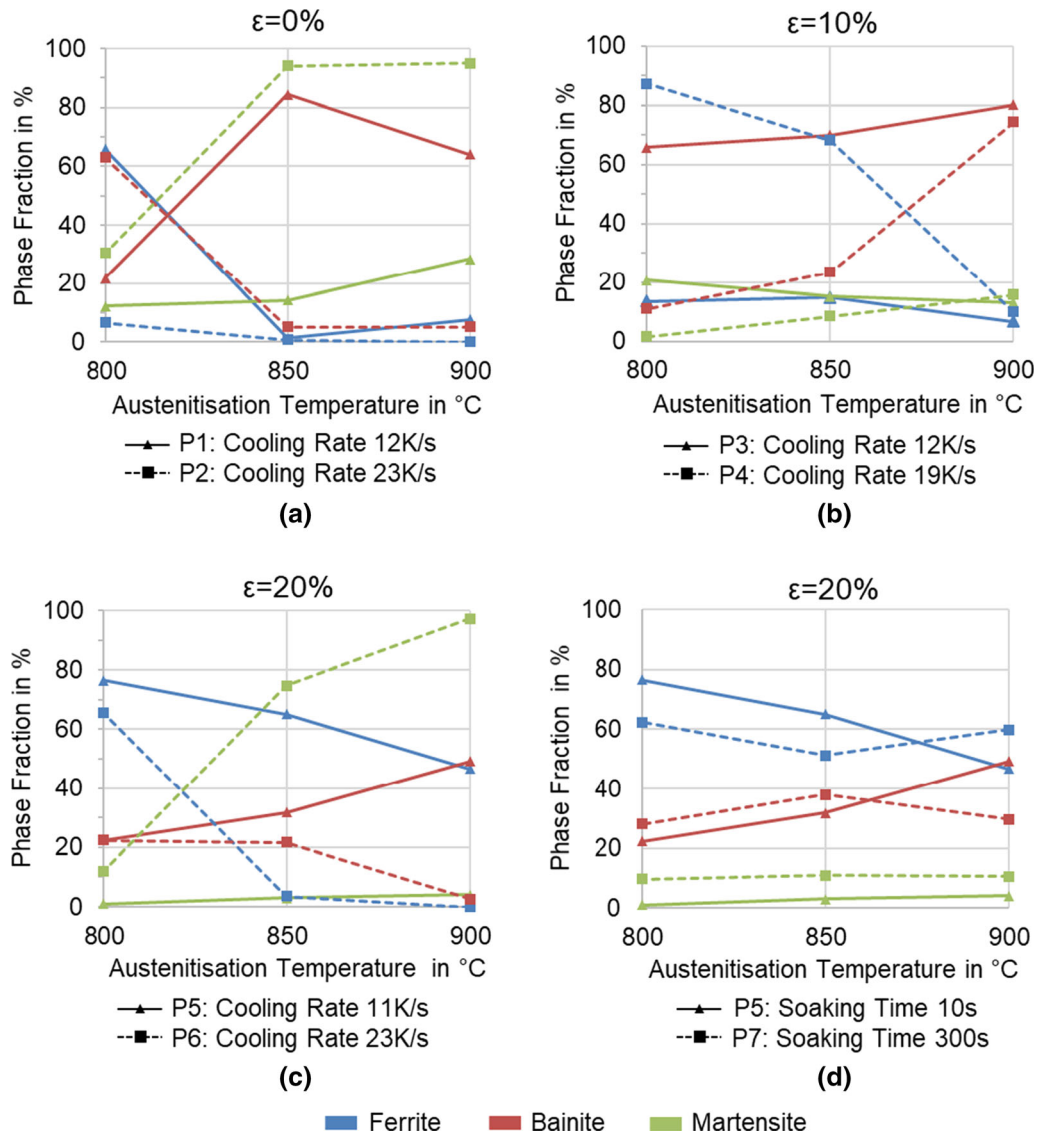 ε=0%
100
80
60
40
20
0
Phase Fraction in %
800 850 900
Austenitisation Temperature in °C
P1: Cooling Rate 12K/s
P2: Cooling Rate 23K/s
(a)
ε=10%
100
80
60
40
20
0
Phase Fraction in %
800 850 900
Austenitisation Temperature in °C
P3: Cooling Rate 12K/s
P4: Cooling Rate 19K/s
(b)
ε=20%
100
80
60
40
20
0
Phase Fraction in %
800 850 900
Austenitisation Temperature in °C
P5: Cooling Rate 11K/s
P6: Cooling Rate 23K/s
(c)
ε=20%
100
80
60
40
20
0
Phase Fraction in %
800 850 900
Austenitisation Temperature in °C
P5: Soaking Time 10s
P7: Soaking Time 300s
(d)
Ferrite Bainite Martensite